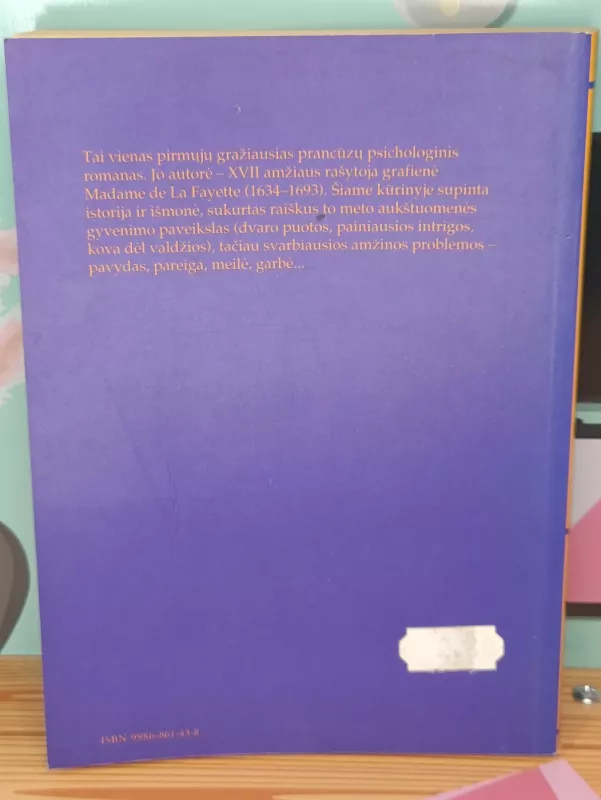 Tai vienas pirmųjų gražiausias prancūzų psichologinis
romanas. Jo autorė – XVII amžiaus rašytoja grafienė
Madame de La Fayette (1634–1693). Šiame kūrinyje supinta
istorija ir išmonė, sukurtas raiškus to meto aukštuomenės
gyvenimo paveikslas (dvaro puotos, painiausios intrigos,
kova dėl valdžios), tačiau svarbiausios amžinos problemos –
pavydas, pareiga, meilė, garbė...
ISBN 9986-861-43-8